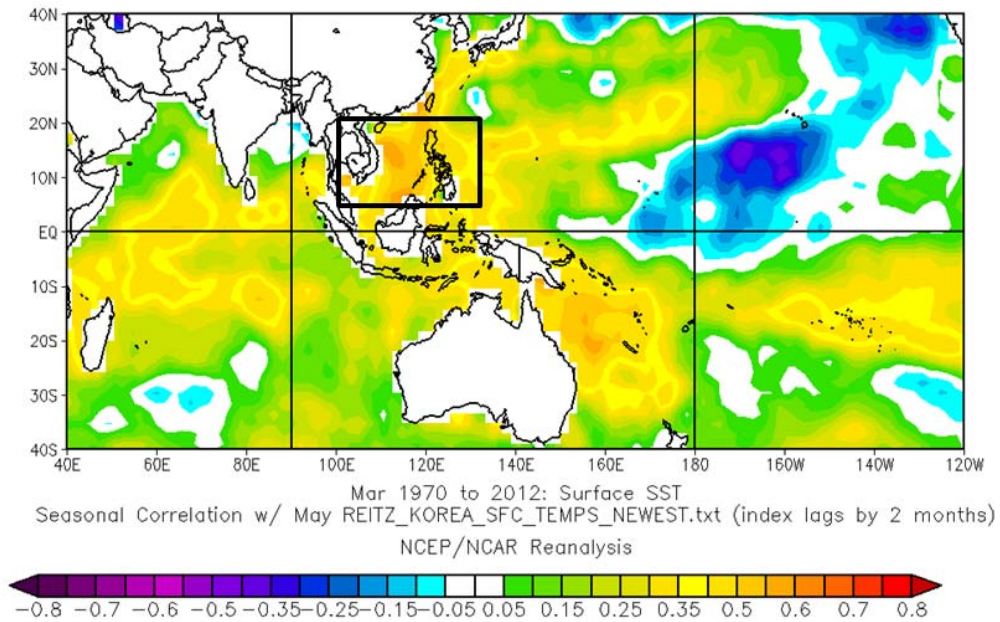 40N
30N
20N
10N
EQ
10S
20S
30S
40S
40E 60E 80E 100E 120E 140E 160E 180 160W 140W 120W
Mar 1970 to 2012: Surface SST
Seasonal Correlation w/ May REITZ_KOREA_SFC_TEMPS_NEWEST.txt (index lags by 2 months)
NCEP/NCAR Reanalysis
-0.8 -0.7 -0.6 -0.5 -0.35 -0.25 -0.15 -0.05 0.05 0.15 0.25 0.35 0.5 0.6 0.7 0.8